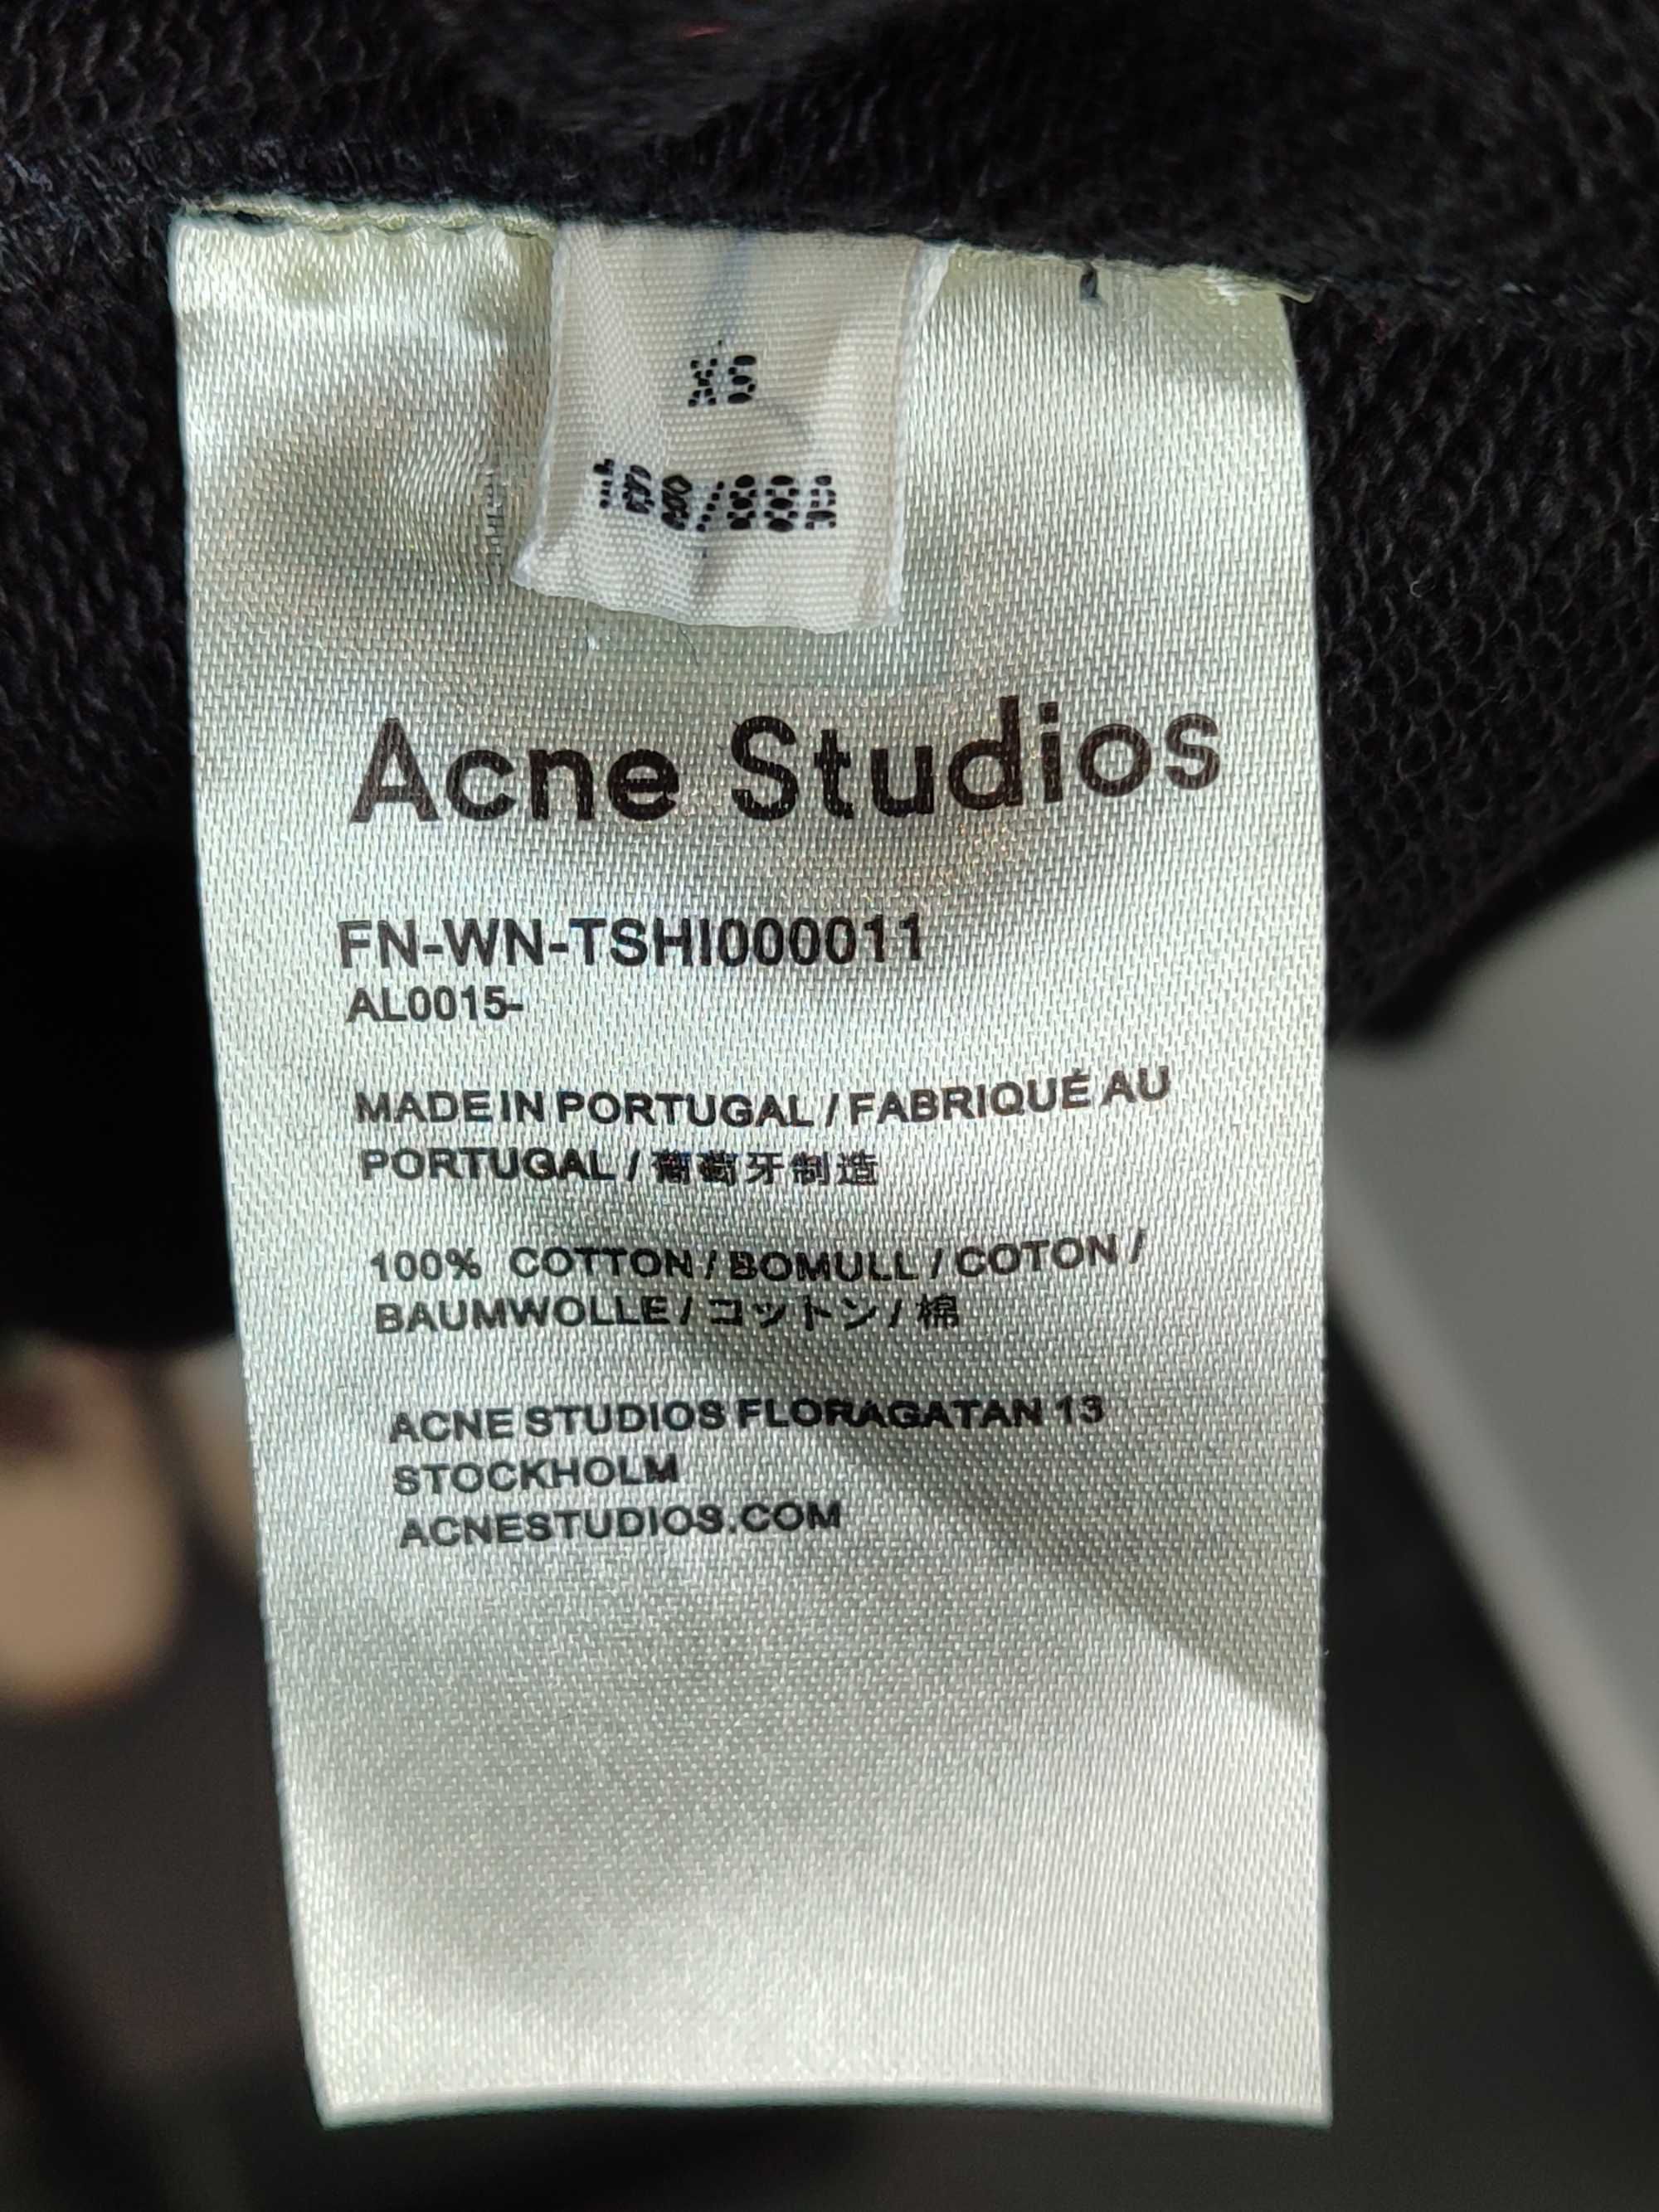 XS
Acne Studios
FN-WN-TSHI000011
AL0015-
MADE IN PORTUGAL / FABRIQUÉ AU
PORTUGAL / 葡萄牙制造
100% COTTON / BOMULL / COTON /
BAUMWOLLE / コットン / 棉
ACNE STUDIOS FLORAGATAN 13
STOCKHOLM
ACNESTUDIOS.COM